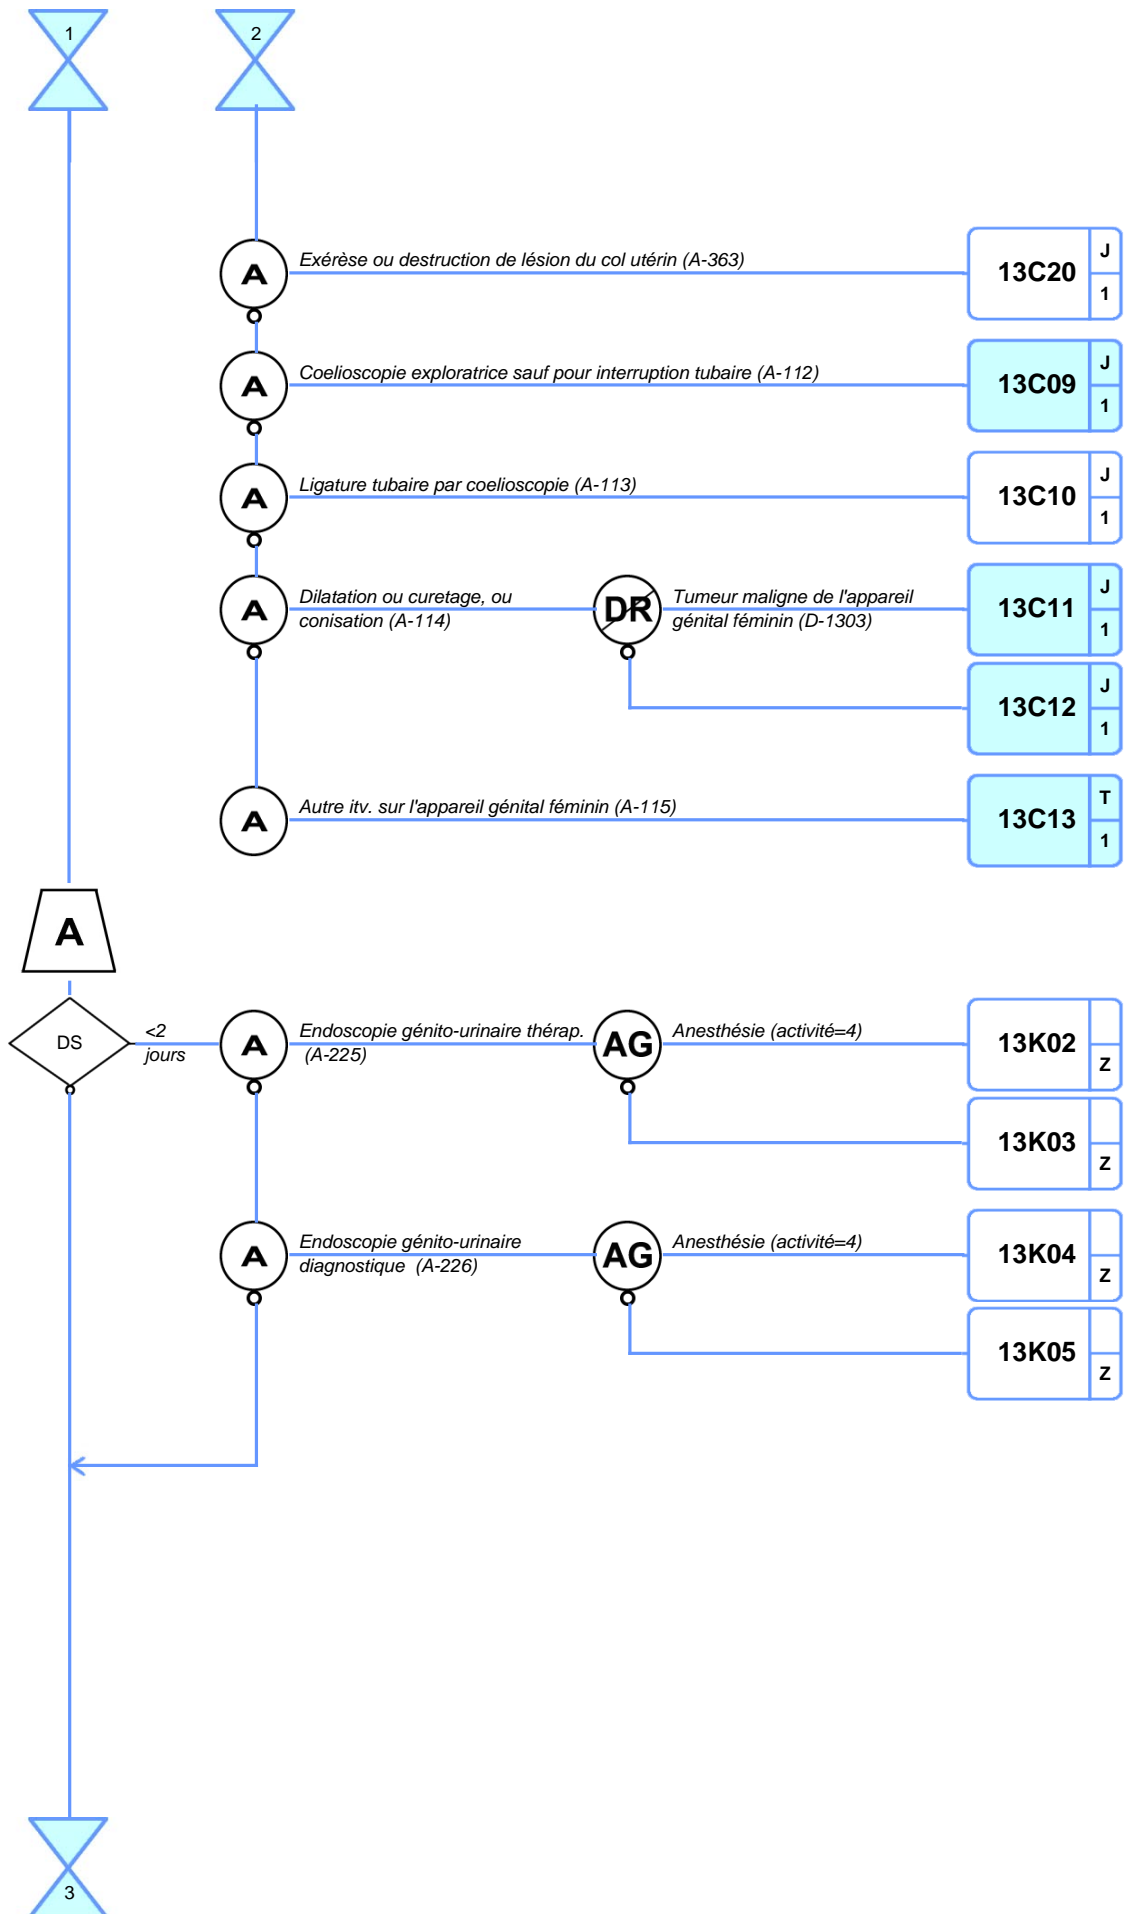 1
2
A
Exérèse ou destruction de lésion du col utérin (A-363)
13C20
J
1
A
Coelioscopie exploratrice sauf pour interruption tubaire (A-112)
13C09
J
1
A
Ligature tubaire par coelioscopie (A-113)
13C10
J
1
A
Dilatation ou curetage, ou
conisation (A-114)
DR
Tumeur maligne de l'appareil
génital féminin (D-1303)
13C11
J
1
13C12
J
1
A
Autre itv. sur l'appareil génital féminin (A-115)
13C13
T
1
A
DS
<2
jours
A
Endoscopie génito-urinaire thérap.
(A-225)
AG
Anesthésie (activité=4)
13K02
Z
13K03
Z
A
Endoscopie génito-urinaire
diagnostique (A-226)
AG
Anesthésie (activité=4)
13K04
Z
13K05
Z
3